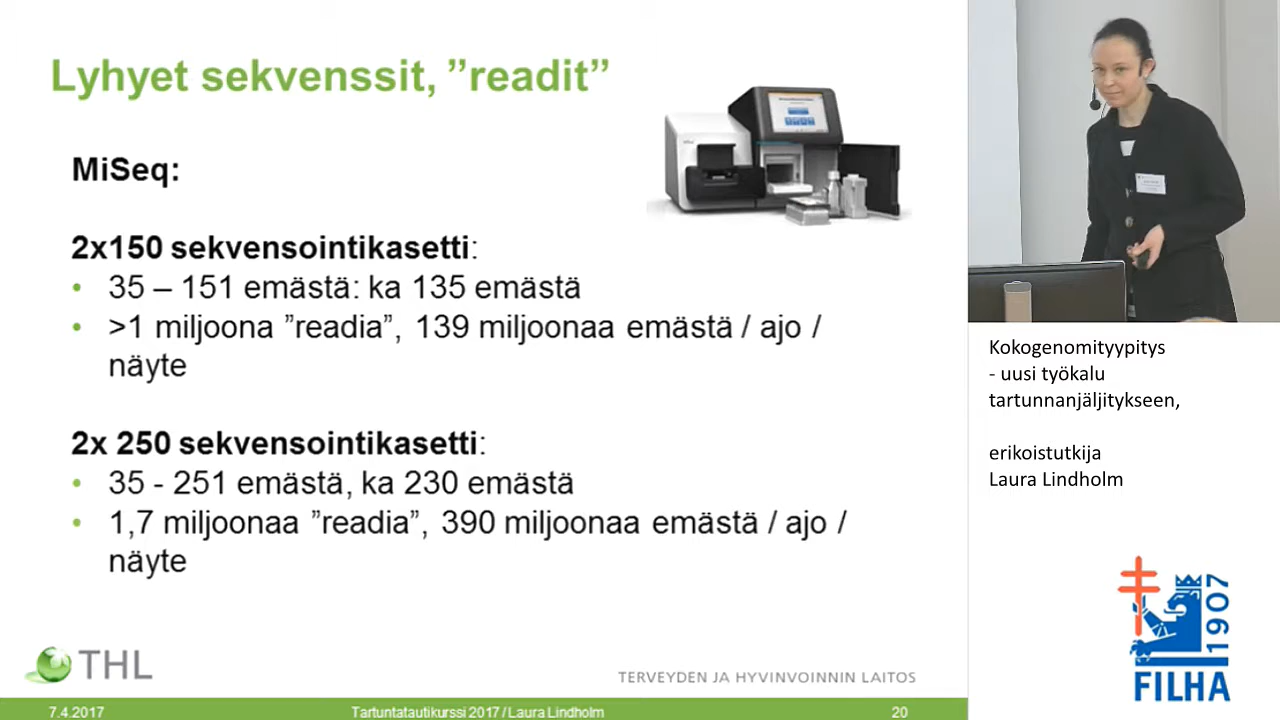 Lyhyet sekvenssit, ”readit”
MiSeq:
2x150 sekvensointikasetti:
• 35 – 151 emästä: ka 135 emästä
• >1 miljoona ”readia”, 139 miljoonaa emästä / ajo /
näyte
2x 250 sekvensointikasetti:
• 35 - 251 emästä, ka 230 emästä
• 1,7 miljoonaa ”readia”, 390 miljoonaa emästä / ajo /
näyte
THL
TERVEYDEN JA HYVINVOINNIN LAITOS
7.4.2017
Tartuntatautikurssi 2017 / Laura Lindholm
20
Kokogenomityypitys
- uusi työkalu
tartunnanjäljitykseen,
erikoistutkija
Laura Lindholm
1907
FILHA